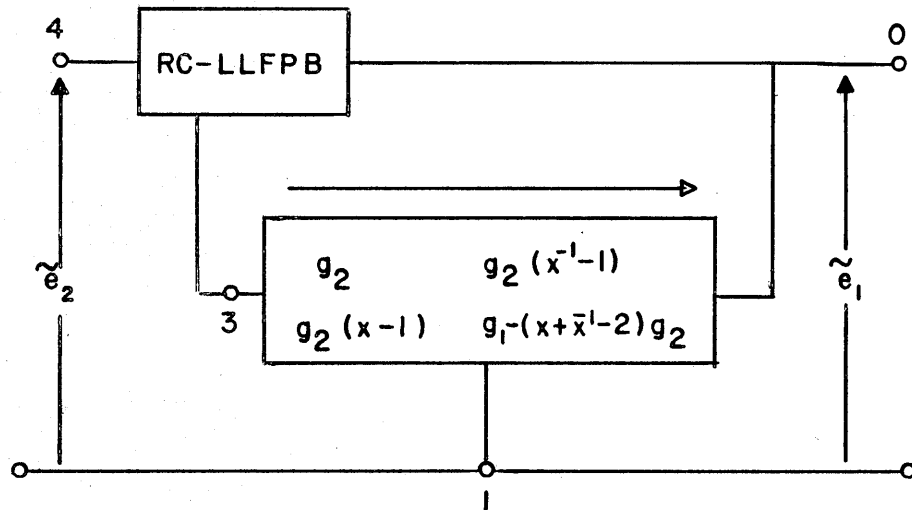 4
0
RC-LLFPB
ẽ₂
ẽ₁
g₂ g₂ (x⁻¹-1)
3
g₂ (x-1) g₁-(x+x⁻¹-2)g₂
1